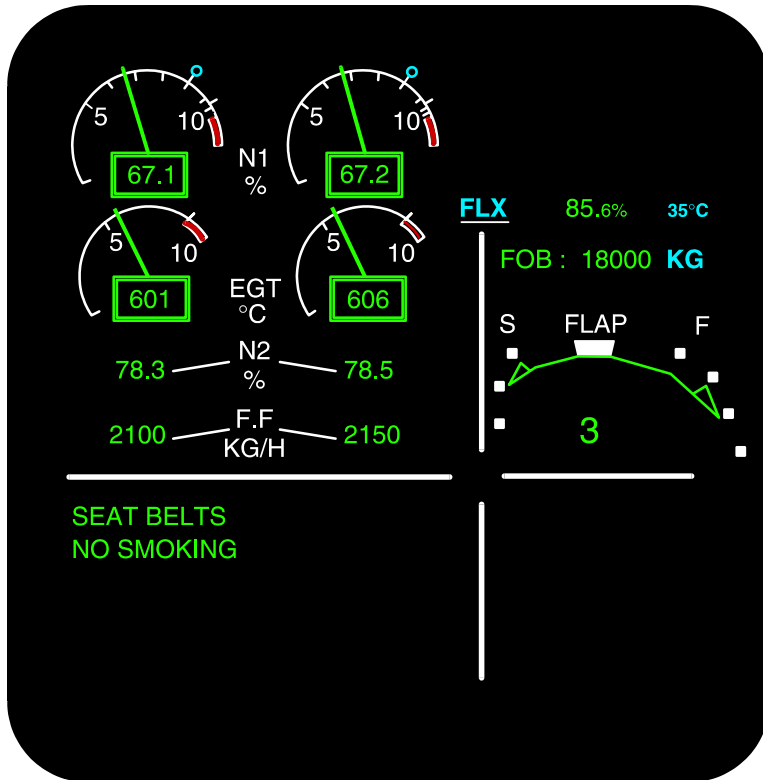 5 10 5 10
67.1 N1 % 67.2
FLX 85.6% 35°C
5 10 5 10
601 EGT °C 606
FOB : 18000 KG
S FLAP F
78.3 N2 % 78.5
3
2100 F.F KG/H 2150
SEAT BELTS
NO SMOKING